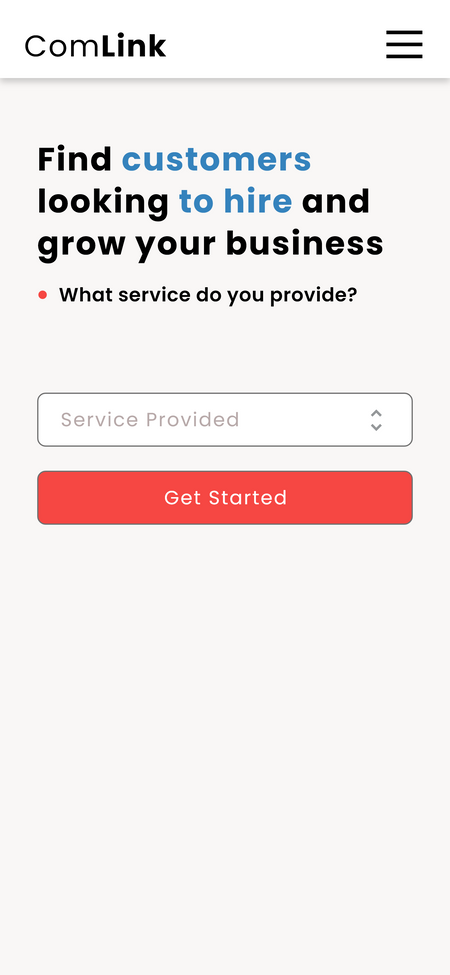 ComLink
Find customers
looking to hire and
grow your business
What service do you provide?
Service Provided
Get Started